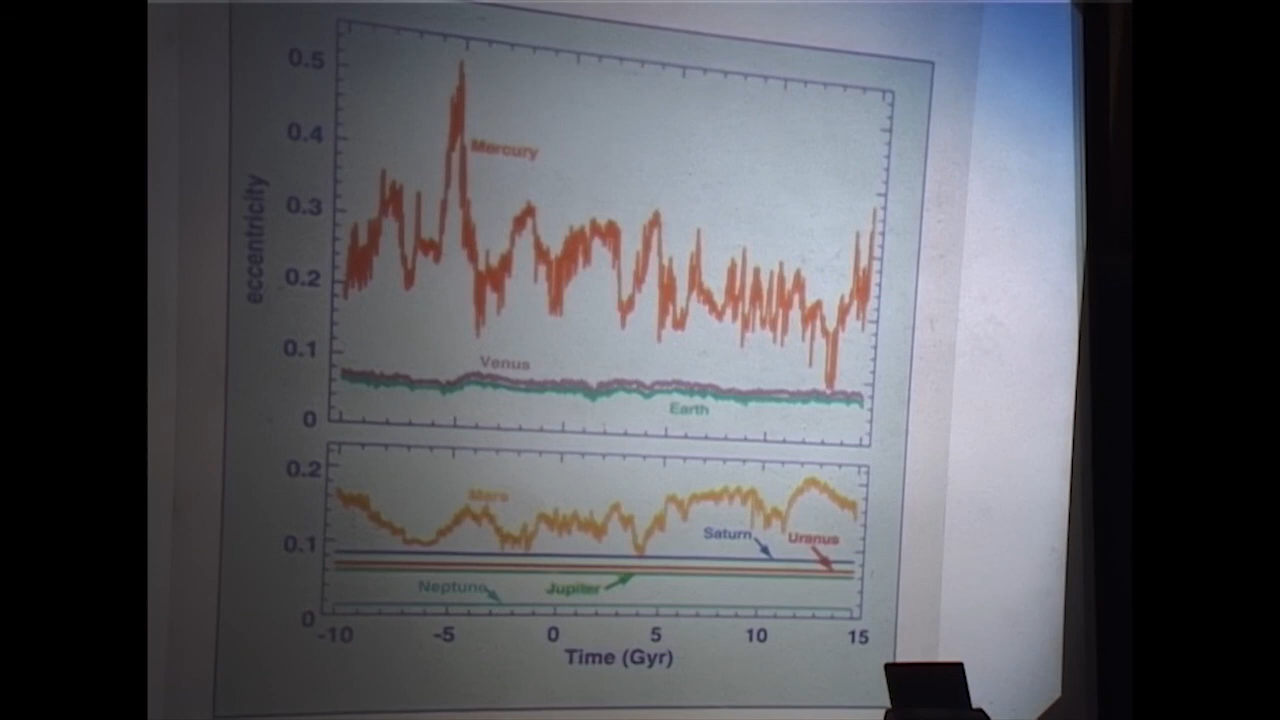 0.5
0.4
0.3
0.2
0.1
0
eccentricity
Mercury
Venus
Earth
0.2
0.1
0
Mars
Saturn
Uranus
Neptune
Jupiter
-10 -5 0 5 10 15
Time (Gyr)